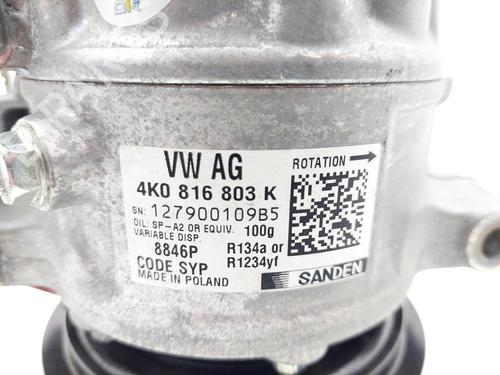 VW AG
ROTATION
4K0 816 803 K
SN: 127900109B5
OIL: SP-A2 OR EQUIV. 100g
VARIABLE DISP.
8846P R134a or
CODE SYP R1234yf
MADE IN POLAND
SANDEN